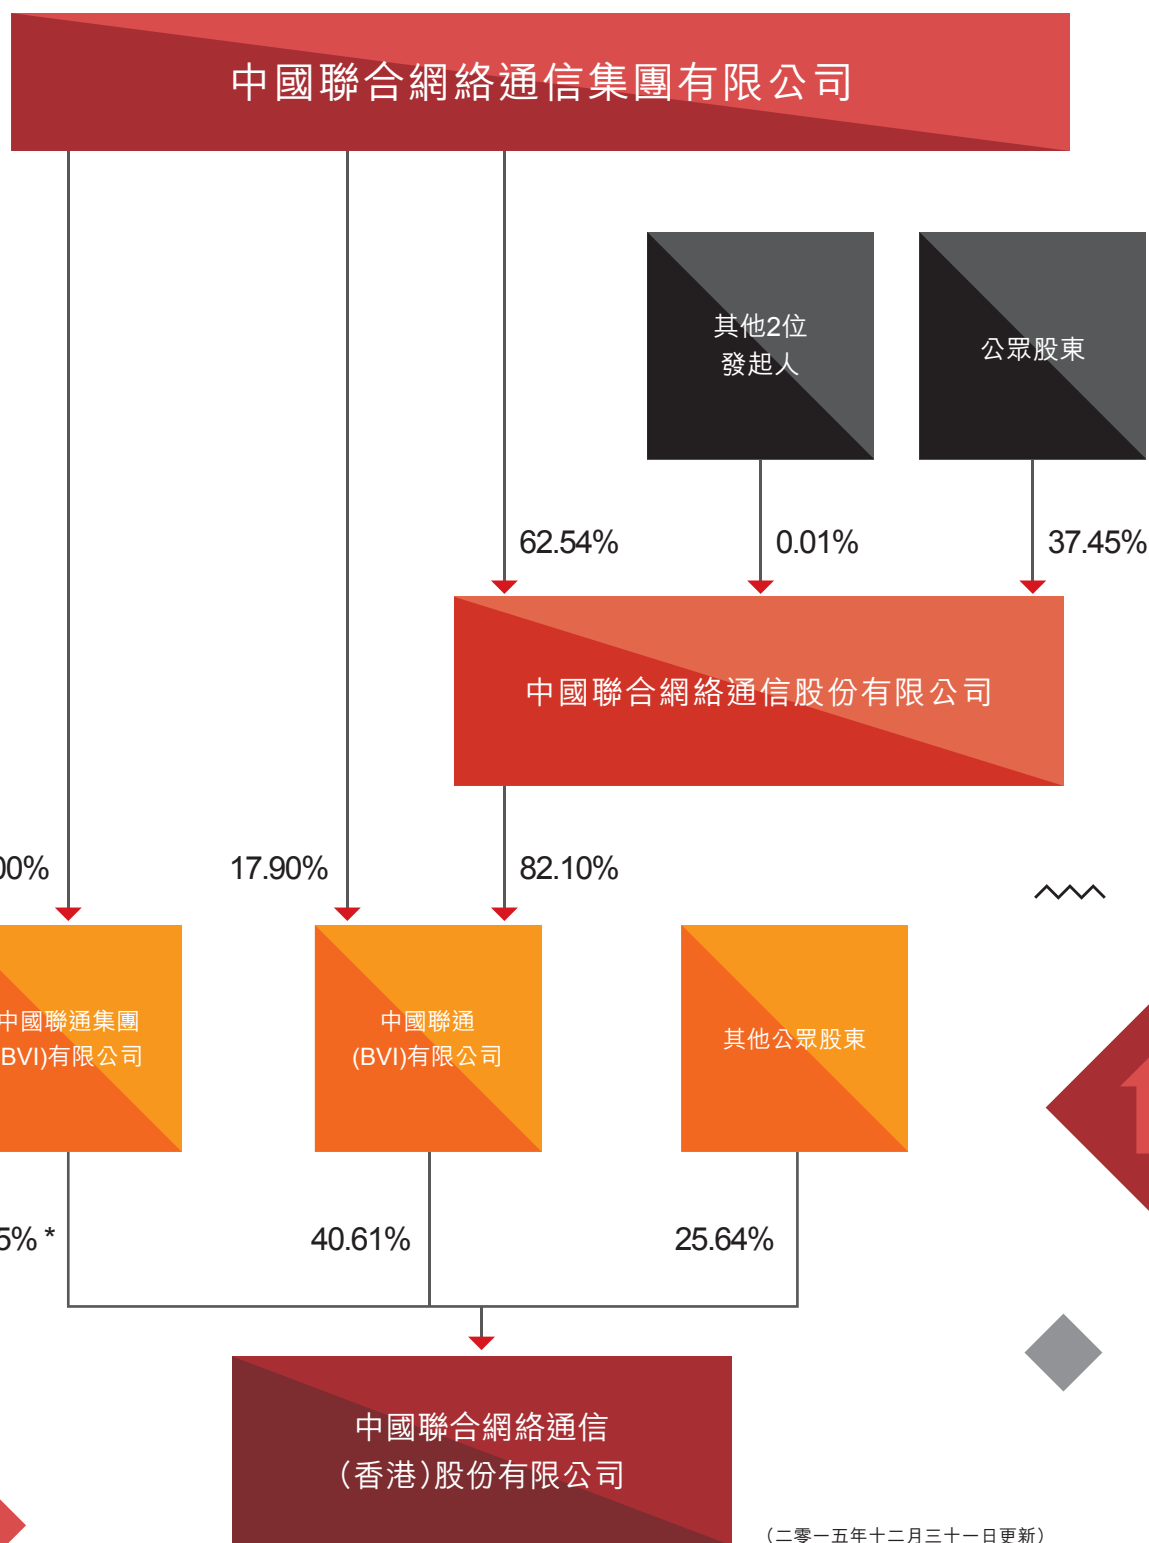 中國聯合網絡通信集團有限公司
其他2位
發起人
公眾股東
62.54%
0.01%
37.45%
中國聯合網絡通信股份有限公司
00%
17.90%
82.10%
中國聯通集團
BVI)有限公司
中國聯通
(BVI)有限公司
其他公眾股東
5% *
40.61%
25.64%
中國聯合網絡通信
（香港）股份有限公司
（二零一五年十二月三十一日更新）